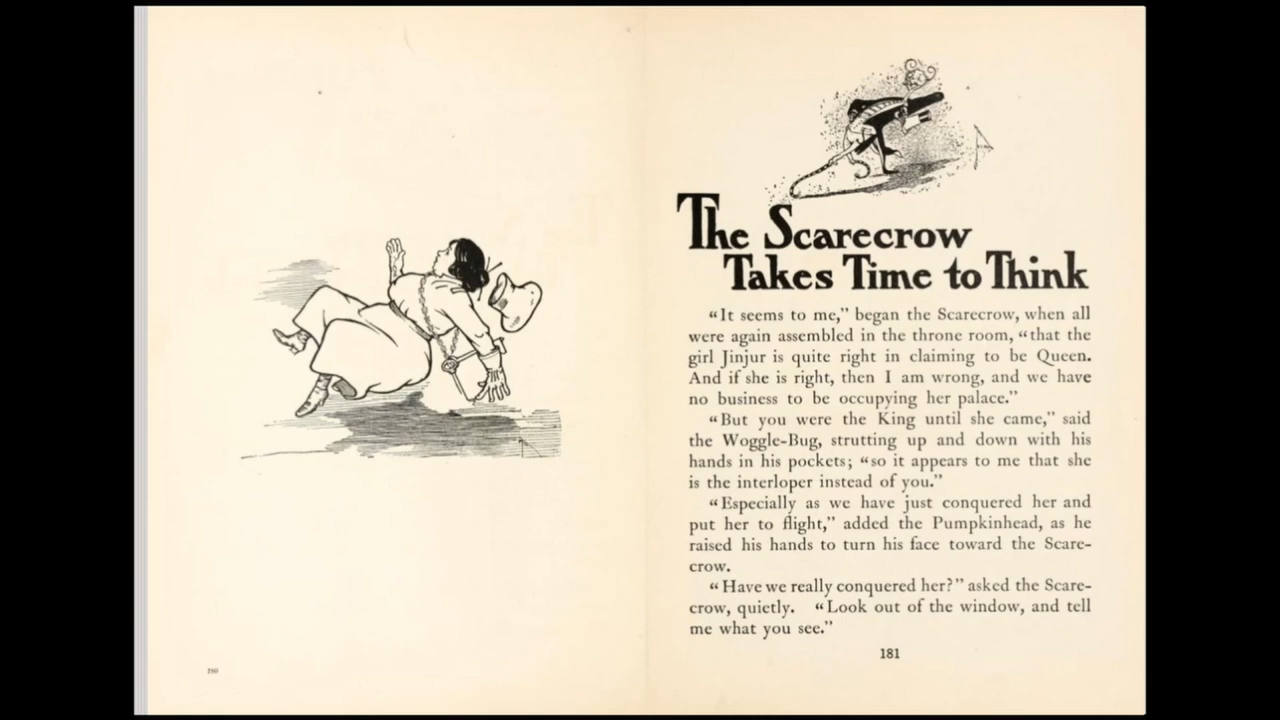 180
The Scarecrow
Takes Time to Think
“It seems to me,” began the Scarecrow, when all
were again assembled in the throne room, “that the
girl Jinjur is quite right in claiming to be Queen.
And if she is right, then I am wrong, and we have
no business to be occupying her palace.”
“But you were the King until she came,” said
the Woggle-Bug, strutting up and down with his
hands in his pockets; “so it appears to me that she
is the interloper instead of you.”
“Especially as we have just conquered her and
put her to flight,” added the Pumpkinhead, as he
raised his hands to turn his face toward the Scare-
crow.
“Have we really conquered her?” asked the Scare-
crow, quietly. “Look out of the window, and tell
me what you see.”
181